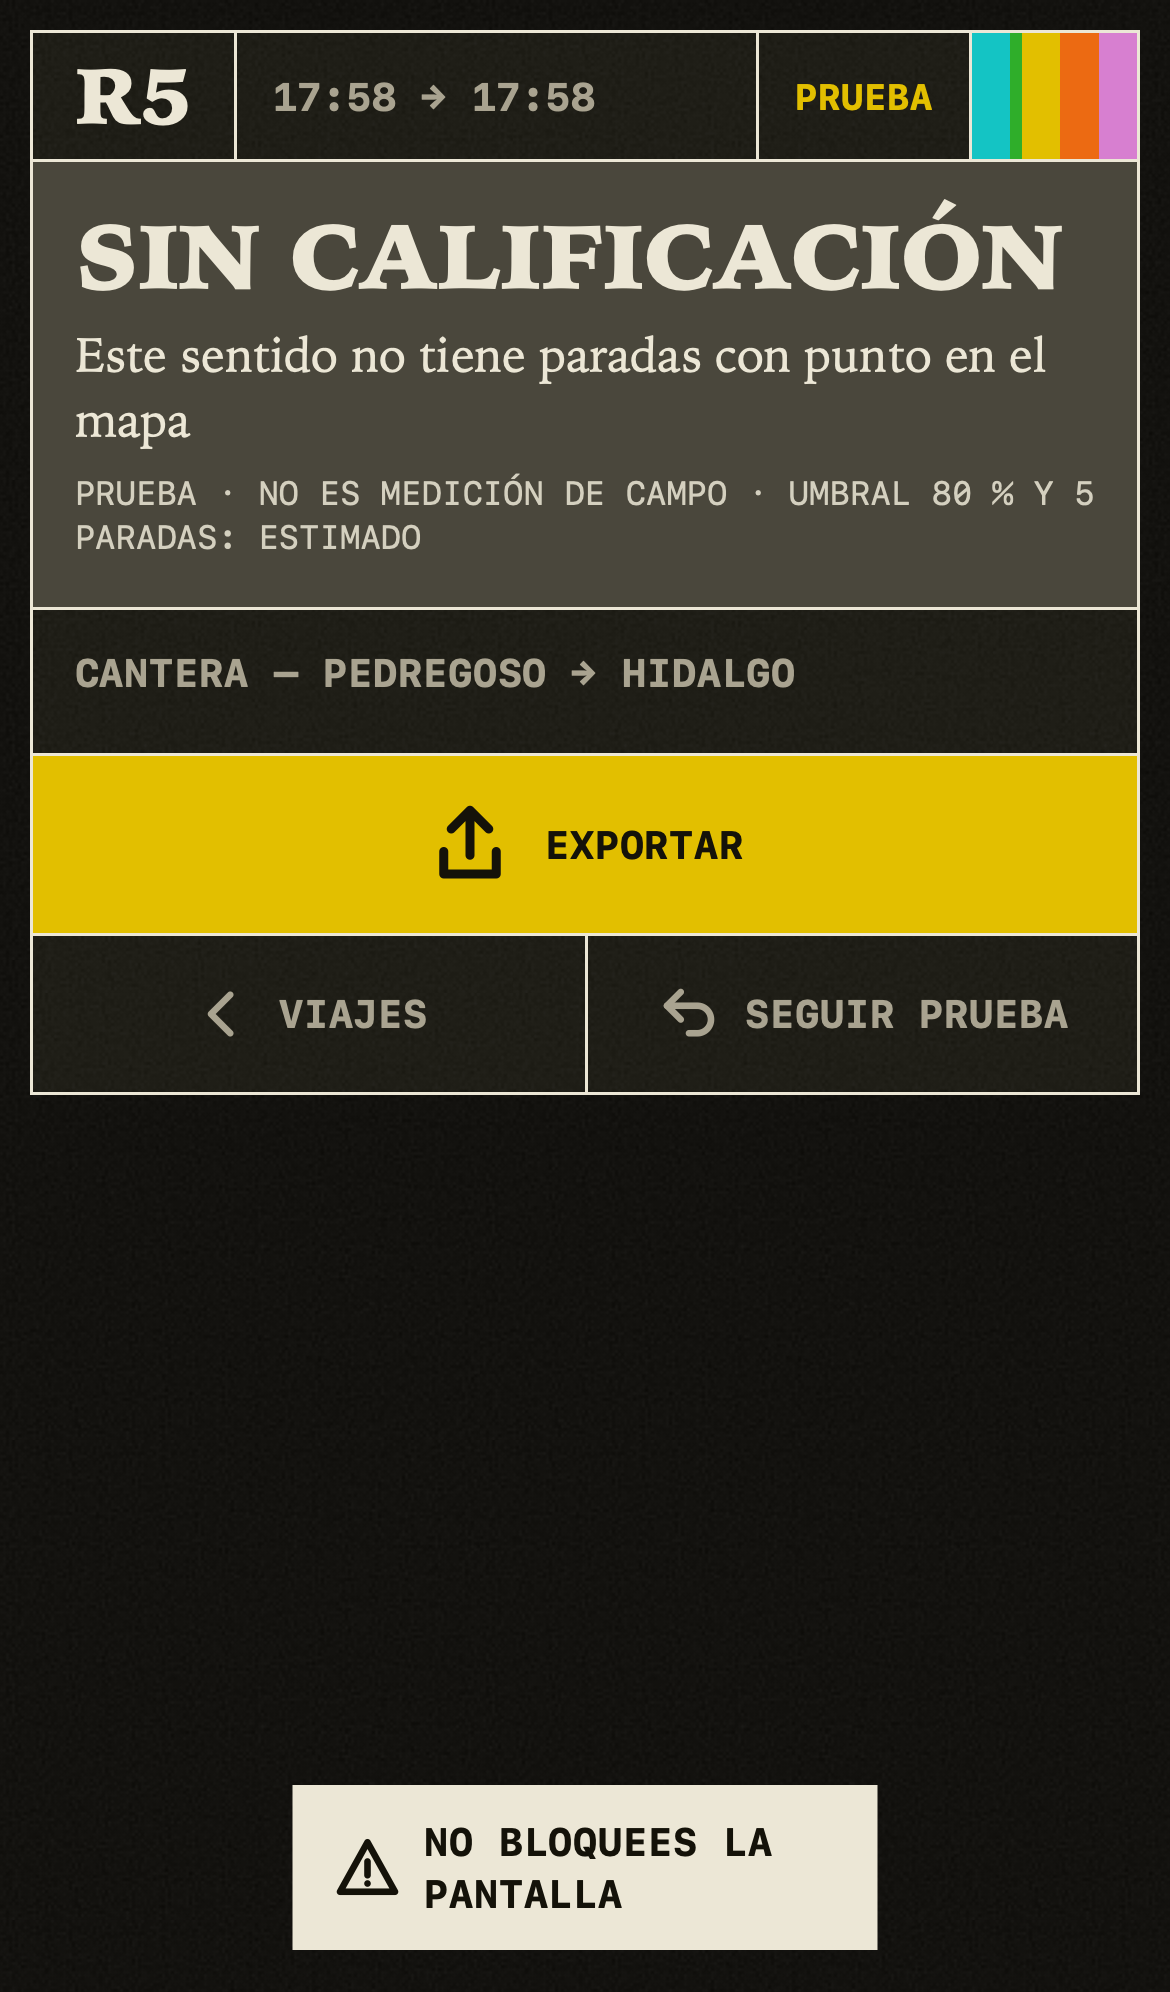 R5
17:58 → 17:58
PRUEBA
SIN CALIFICACIÓN
Este sentido no tiene paradas con punto en el
mapa
PRUEBA · NO ES MEDICIÓN DE CAMPO · UMBRAL 80 % Y 5
PARADAS: ESTIMADO
CANTERA — PEDREGOSO → HIDALGO
EXPORTAR
VIAJES
SEGUIR PRUEBA
NO BLOQUEES LA
PANTALLA